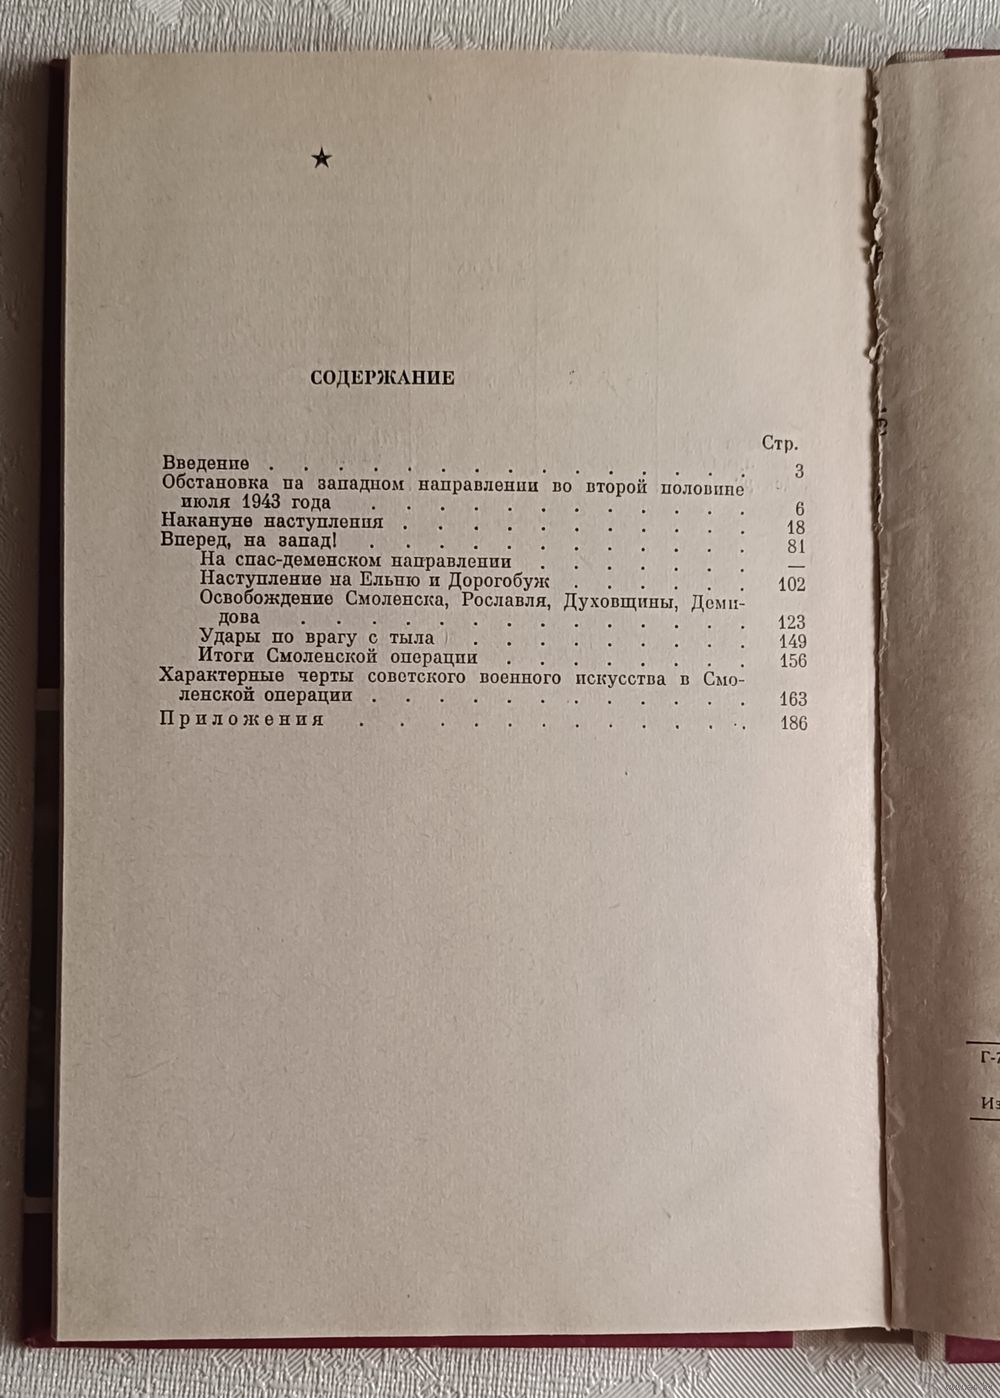 ★
СОДЕРЖАНИЕ
Стр.
Введение . . . . . . . . . . . . . . . 3
Обстановка на западном направлении во второй половине
июля 1943 года . . . . . . . . . . . . 6
Накануне наступления . . . . . . . . . . . 18
Вперед, на запад! . . . . . . . . . . . . 81
На спас-деменском направлении . . . . . . . —
Наступление на Ельню и Дорогобуж . . . . . . 102
Освобождение Смоленска, Рославля, Духовщины, Деми-
дова . . . . . . . . . . . . . . 123
Удары по врагу с тыла . . . . . . . . . 149
Итоги Смоленской операции . . . . . . . . 156
Характерные черты советского военного искусства в Смо-
ленской операции . . . . . . . . . . . . 163
Приложения . . . . . . . . . . . 186
Г-
Из